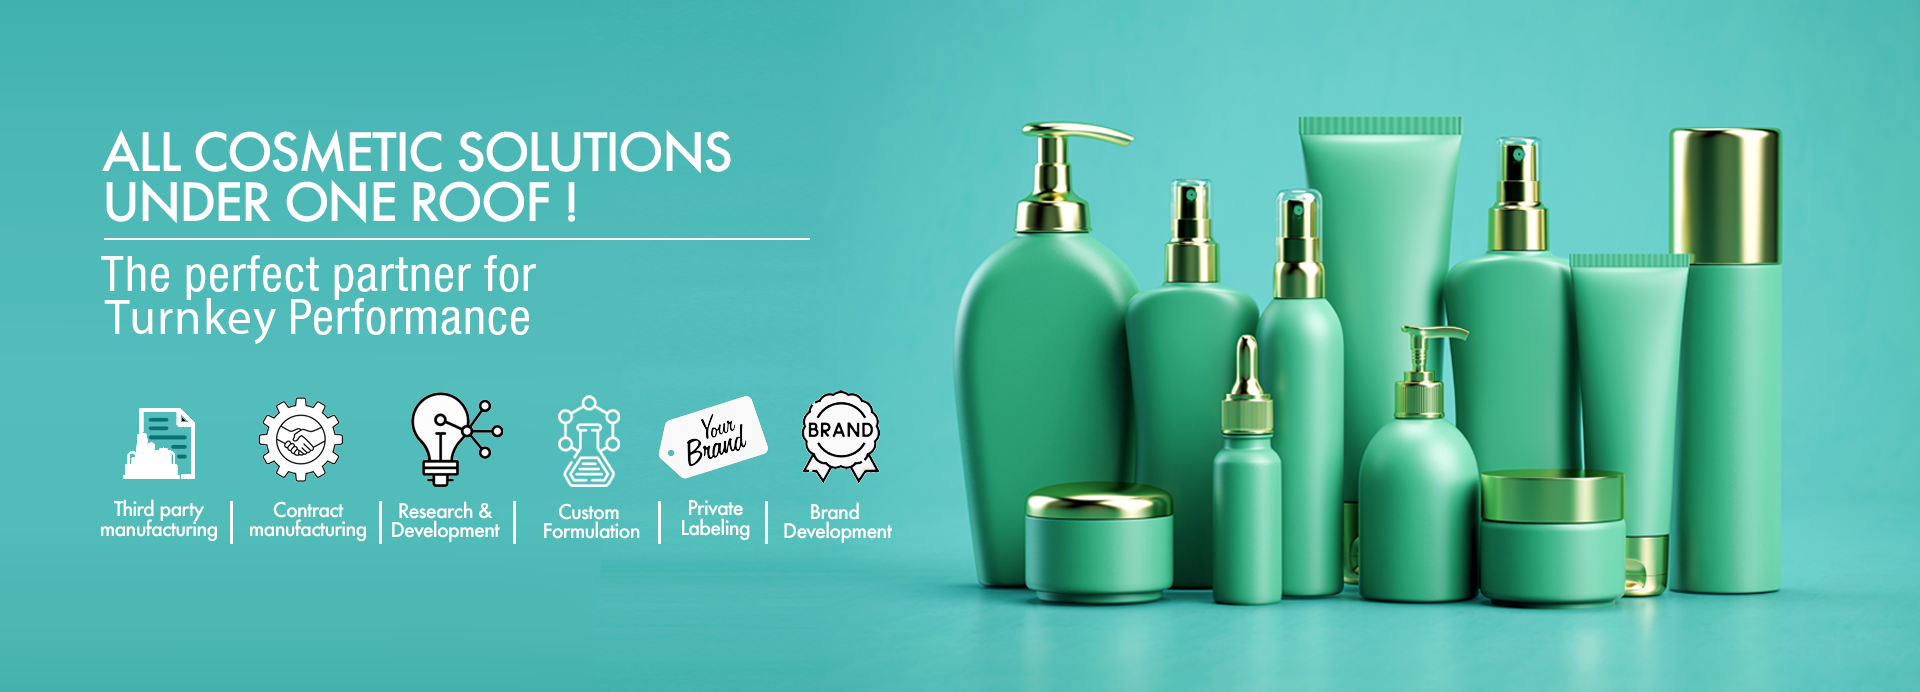 ALL COSMETIC SOLUTIONS
UNDER ONE ROOF !
The perfect partner for
Turnkey Performance
Your
Brand
BRAND
Third party
manufacturing
Contract
manufacturing
Research &
Development
Custom
Formulation
Private
Labeling
Brand
Development